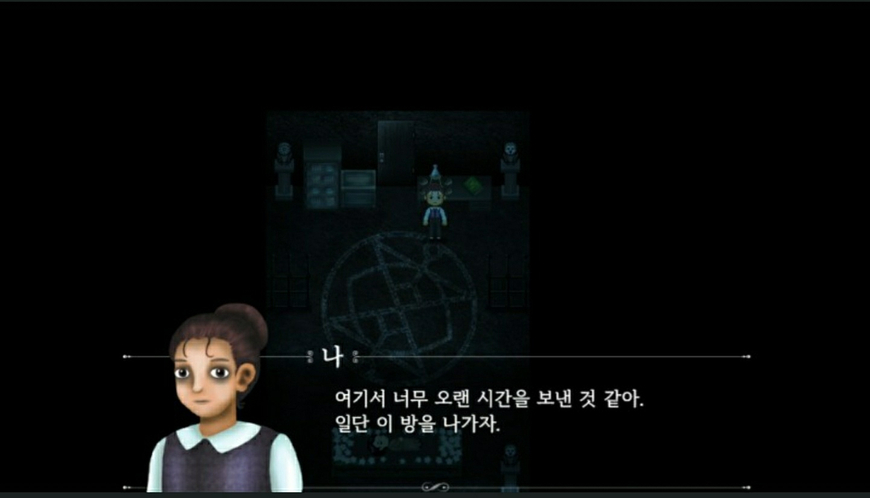 나
여기서 너무 오랜 시간을 보낸 것 같아.
일단 이 방을 나가자.